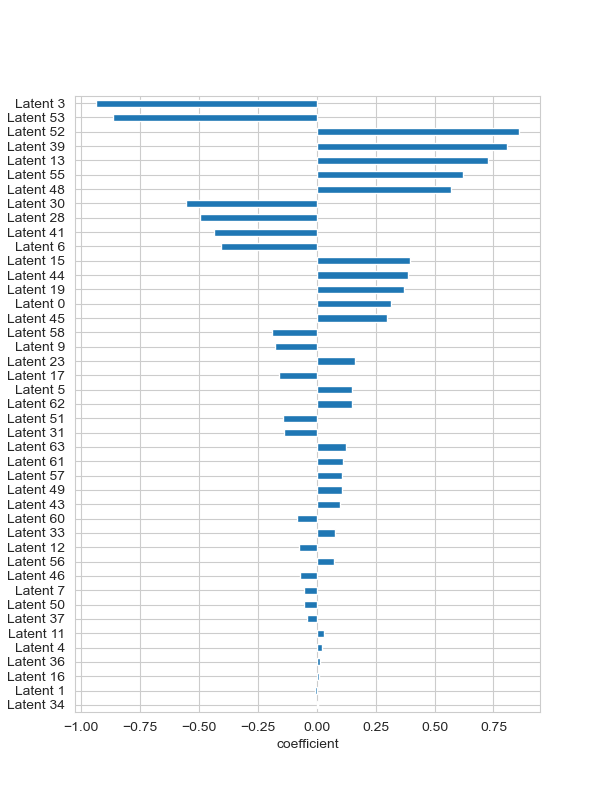 Latent 3
Latent 53
Latent 52
Latent 39
Latent 13
Latent 55
Latent 48
Latent 30
Latent 28
Latent 41
Latent 6
Latent 15
Latent 44
Latent 19
Latent 0
Latent 45
Latent 58
Latent 9
Latent 23
Latent 17
Latent 5
Latent 62
Latent 51
Latent 31
Latent 63
Latent 61
Latent 57
Latent 49
Latent 43
Latent 60
Latent 33
Latent 12
Latent 56
Latent 46
Latent 7
Latent 50
Latent 37
Latent 11
Latent 4
Latent 36
Latent 16
Latent 1
Latent 34
−1.00 −0.75 −0.50 −0.25 0.00 0.25 0.50 0.75
coefficient